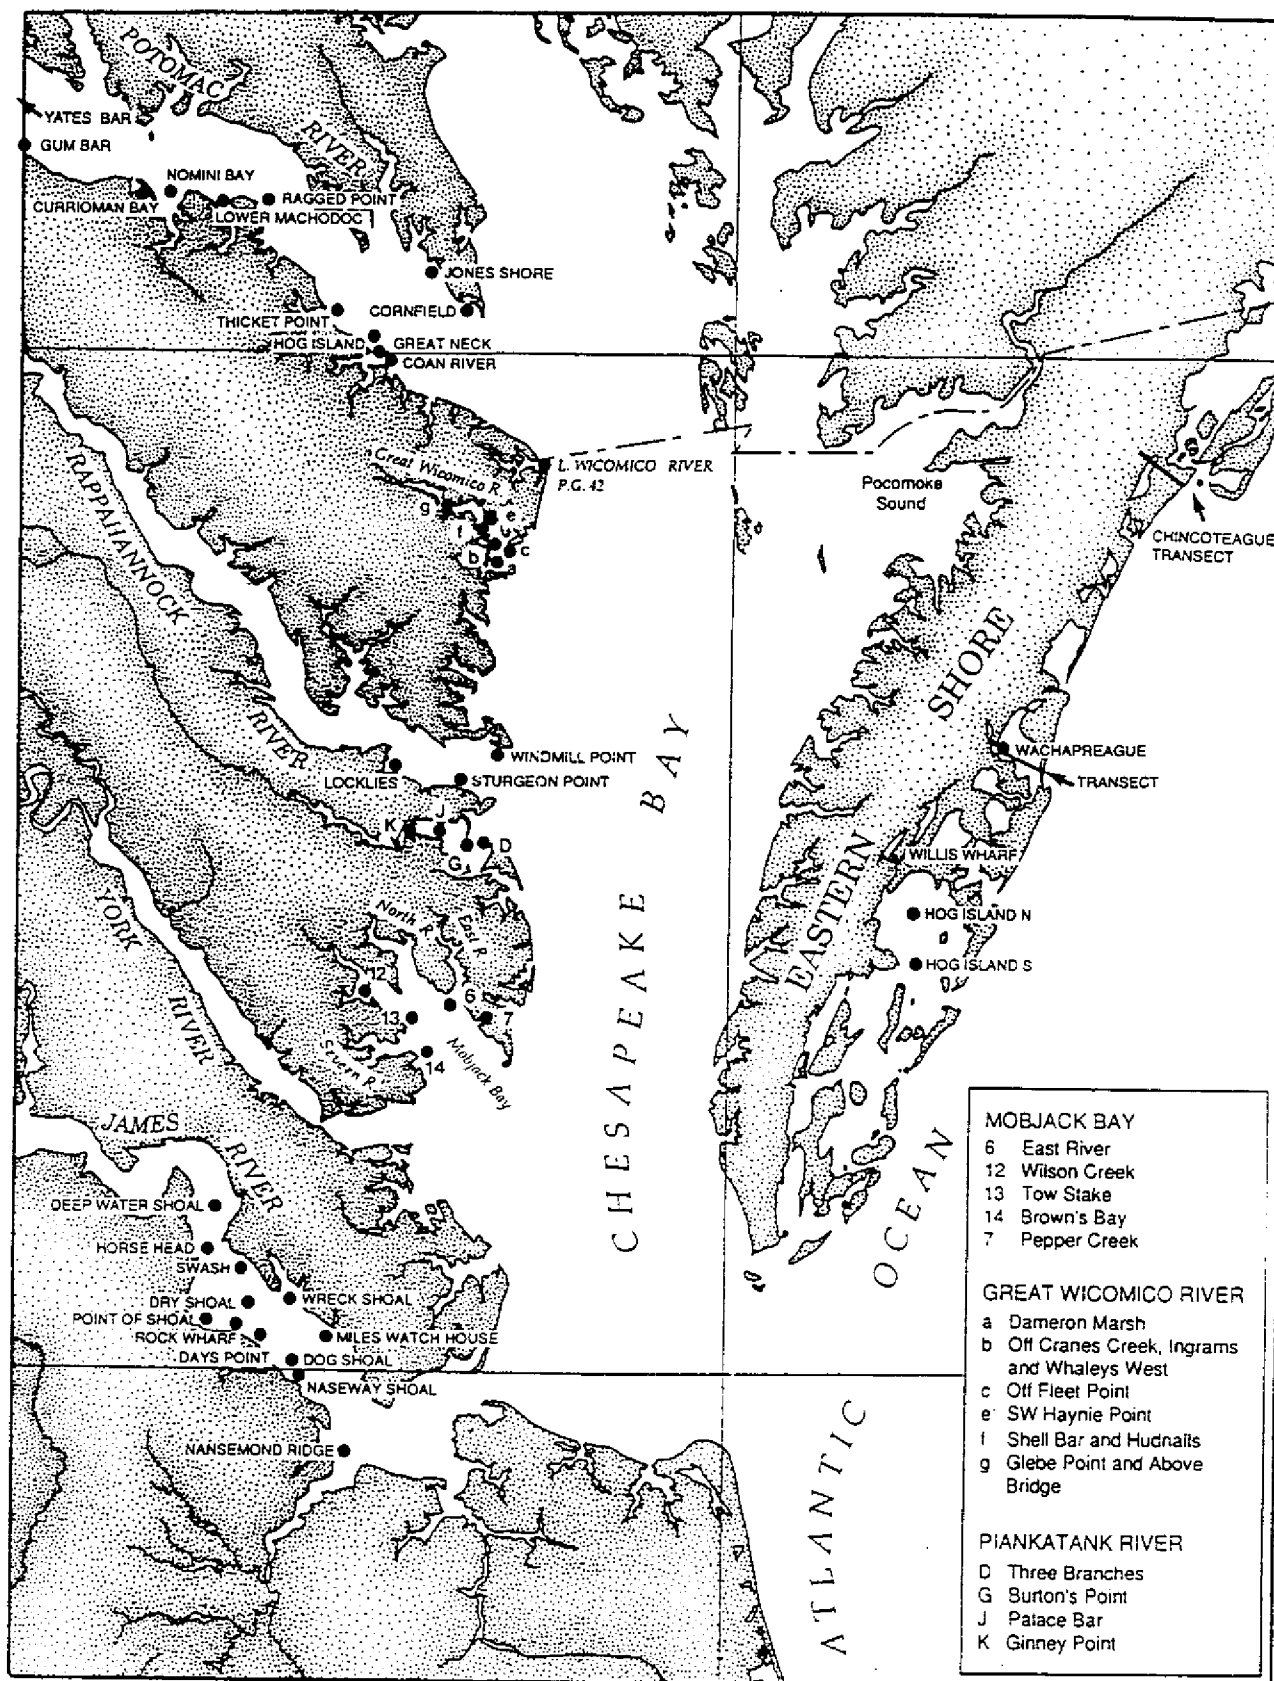 POTOMAC
RIVER
YATES BAR
GUM BAR
NOMINI BAY
CURRIOMAN BAY
RAGGED POINT
LOWER MACHODOC
JONES SHORE
THICKET POINT
CORNFIELD
HOG ISLAND
GREAT NECK
COAN RIVER
RAPPAHANNOCK
RIVER
Great Wicomico R.
L. WICOMICO RIVER
P.G. 42
g
e
f
c
b
a
Pocomoke
Sound
CHINCOTEAGUE
TRANSECT
EASTERN
SHORE
WINDMILL POINT
LOCKLIES
STURGEON POINT
K
J
G
D
CHESAPEAKE BAY
WACHAPREAGUE
TRANSECT
WILLIS WHARF
HOG ISLAND N
HOG ISLAND S
YORK
RIVER
North R.
East R.
12
6
13
7
14
Severn R.
Mobjack Bay
JAMES
RIVER
DEEP WATER SHOAL
HORSE HEAD
SWASH
DRY SHOAL
WRECK SHOAL
POINT OF SHOAL
ROCK WHARF
MILES WATCH HOUSE
DAYS POINT
DOG SHOAL
NASEWAY SHOAL
NANSEMOND RIDGE
ATLANTIC
OCEAN
MOBJACK BAY
6 East River
12 Wilson Creek
13 Tow Stake
14 Brown's Bay
7 Pepper Creek
GREAT WICOMICO RIVER
a Dameron Marsh
b Off Cranes Creek, Ingrams
and Whaleys West
c Off Fleet Point
e SW Haynie Point
f Shell Bar and Hudnalls
g Glebe Point and Above
Bridge
PIANKATANK RIVER
D Three Branches
G Burton's Point
J Palace Bar
K Ginney Point